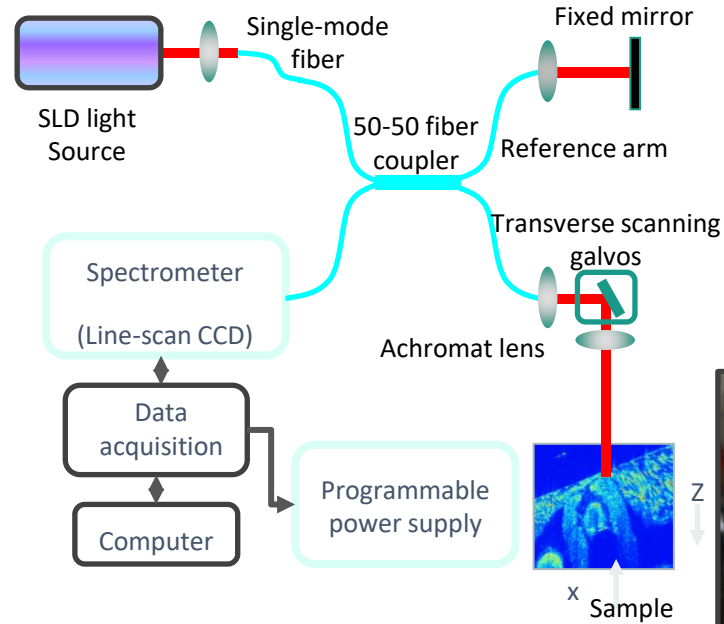 Fixed mirror
Single-mode
fiber
SLD light
Source
50-50 fiber
coupler
Reference arm
Transverse scanning
galvos
Spectrometer
(Line-scan CCD)
Achromat lens
Data
acquisition
Programmable
power supply
Computer
Z
x
Sample